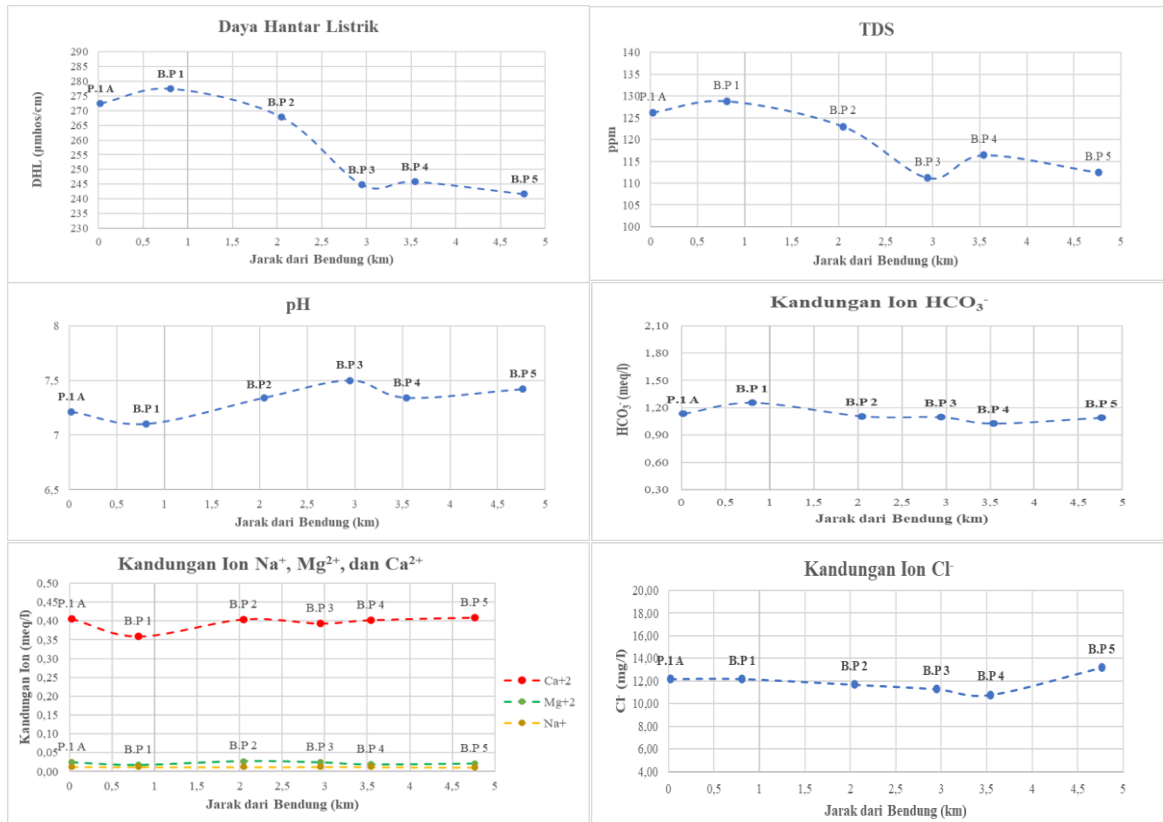 Daya Hantar Listrik
DHL (µmhos/cm)
290
285
280
275
270
265
260
255
250
245
240
235
230
P.1 A
B.P 1
B.P 2
B.P 3
B.P 4
B.P 5
0 0,5 1 1,5 2 2,5 3 3,5 4 4,5 5
Jarak dari Bendung (km)
TDS
ppm
140
135
130
125
120
115
110
105
100
P.1 A
B.P 1
B.P 2
B.P 3
B.P 4
B.P 5
0 0,5 1 1,5 2 2,5 3 3,5 4 4,5 5
Jarak dari Bendung (km)
pH
8
7,5
7
6,5
P.1 A
B.P 1
B.P2
B.P 3
B.P 4
B.P 5
0 0,5 1 1,5 2 2,5 3 3,5 4 4,5 5
Jarak dari Bendung (km)
Kandungan Ion HCO₃⁻
HCO₃⁻ (meq/l)
2,10
1,80
1,50
1,20
0,90
0,60
0,30
P.1 A
B.P 1
B.P 2
B.P 3
B.P 4
B.P 5
0 0,5 1 1,5 2 2,5 3 3,5 4 4,5 5
Jarak dari Bendung (km)
Kandungan Ion Na⁺, Mg²⁺, dan Ca²⁺
Kandungan Ion (meq/l)
0,50
0,45
0,40
0,35
0,30
0,25
0,20
0,15
0,10
0,05
0,00
P.1 A
B.P 1
B.P 2
B.P 3
B.P 4
B.P 5
P.1 A
B.P 1
B.P 2
B.P 3
B.P 4
B.P 5
0 0,5 1 1,5 2 2,5 3 3,5 4 4,5 5
Jarak dari Bendung (km)
Ca+2
Mg+2
Na+
Kandungan Ion Cl⁻
Cl⁻ (mg/l)
20,00
18,00
16,00
14,00
12,00
10,00
8,00
6,00
4,00
P.1 A
B.P 1
B.P 2
B.P 3
B.P 4
B.P 5
0 0,5 1 1,5 2 2,5 3 3,5 4 4,5 5
Jarak dari Bendung (km)